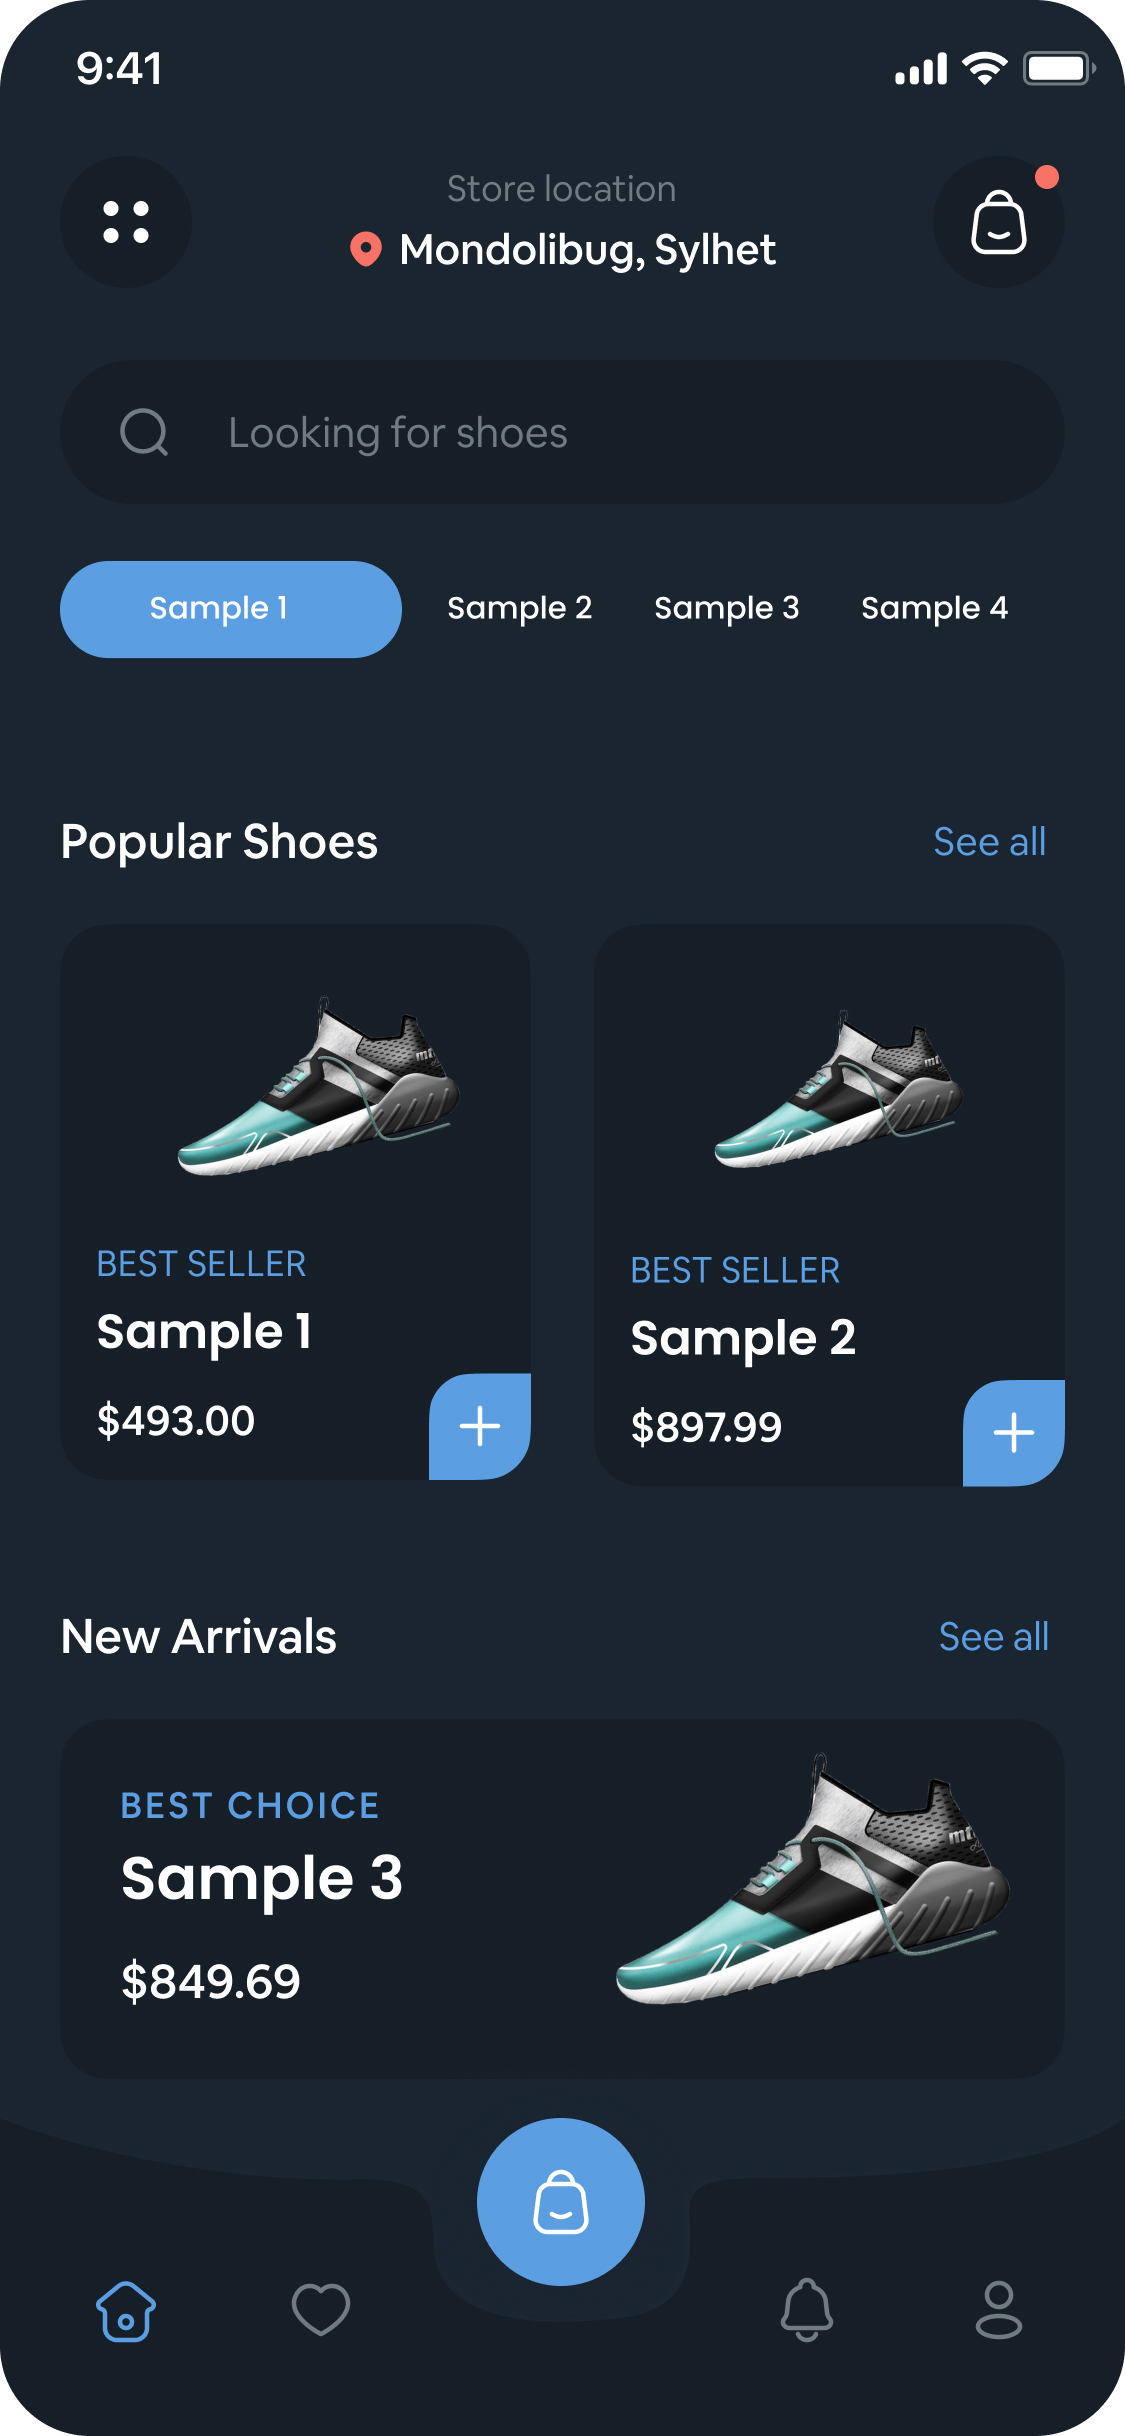 9:41
Store location
Mondolibug, Sylhet
Looking for shoes
Sample 1
Sample 2
Sample 3
Sample 4
Popular Shoes
See all
BEST SELLER
Sample 1
$493.00
BEST SELLER
Sample 2
$897.99
New Arrivals
See all
BEST CHOICE
Sample 3
$849.69